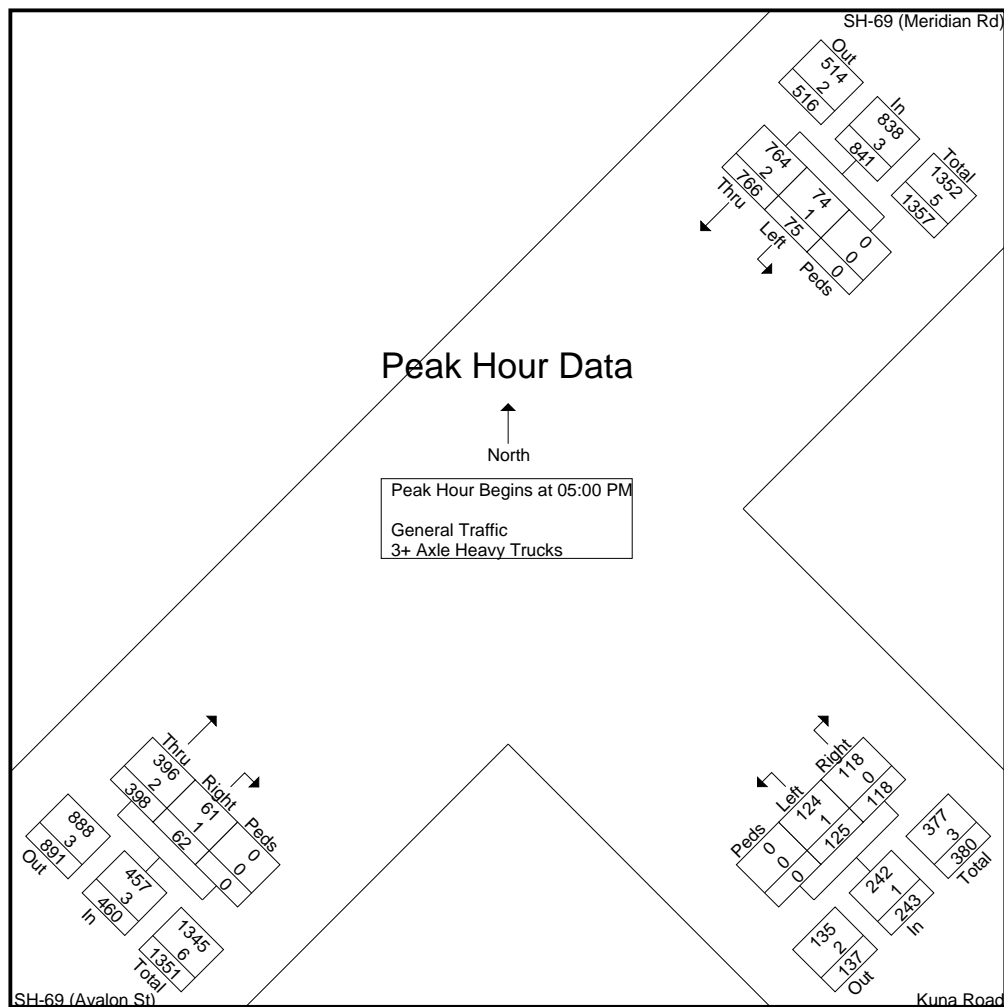 SH-69 (Meridian Rd)
Out
514
2
516
In
838
3
841
Total
1352
5
1357
764
2
766
Thru
74
1
75
Left
0
0
0
Peds
Peak Hour Data
North
Peak Hour Begins at 05:00 PM
General Traffic
3+ Axle Heavy Trucks
Thru
396
2
398
Right
61
1
62
Peds
0
0
0
888
3
891
Out
457
3
460
In
1345
6
1351
Total
SH-69 (Avalon St)
Right
118
0
118
Left
124
1
125
Peds
0
0
0
377
3
380
Total
242
1
243
In
135
2
137
Out
Kuna Road